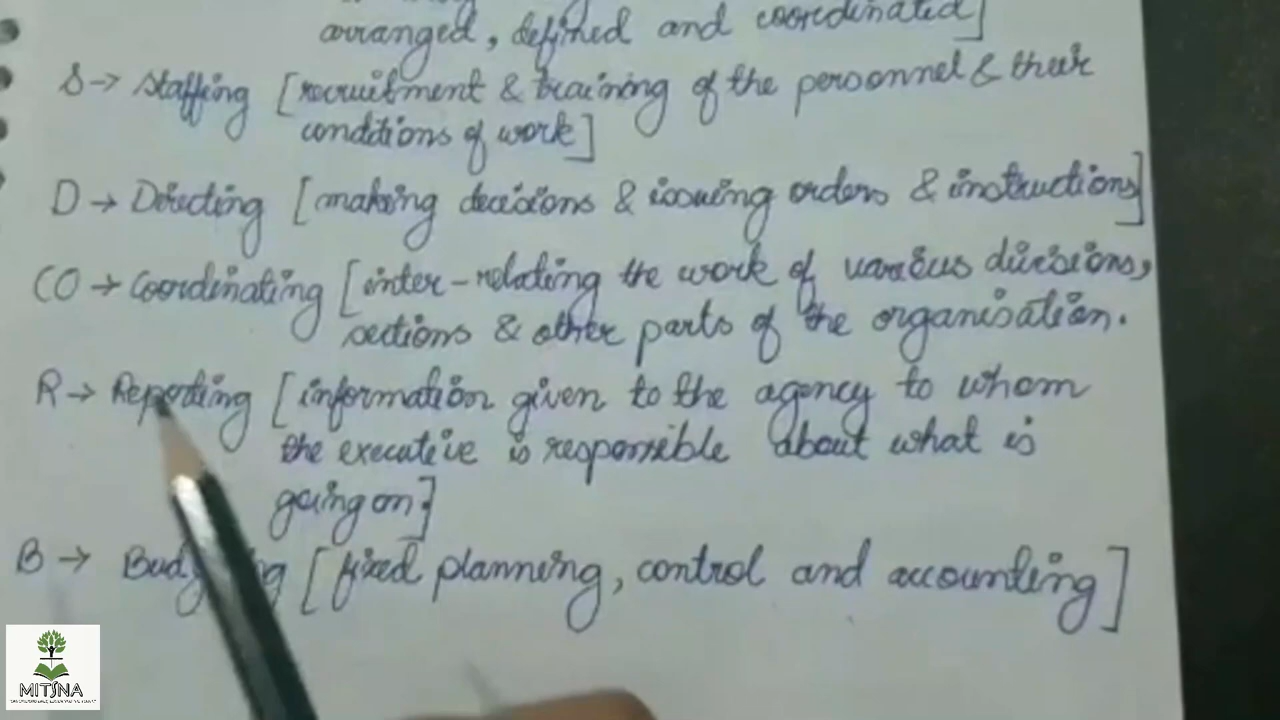 arranged, defined and coordinated]
S → Staffing [recruitment & training of the personnel & their
conditions of work]
D → Directing [making decisions & issuing orders & instructions]
CO → Coordinating [inter-relating the work of various divisions,
sections & other parts of the organisation.
R → Reporting [information given to the agency to whom
the executive is responsible about what is
going on]
B → [fixed planning, control and accounting]
MITSNA